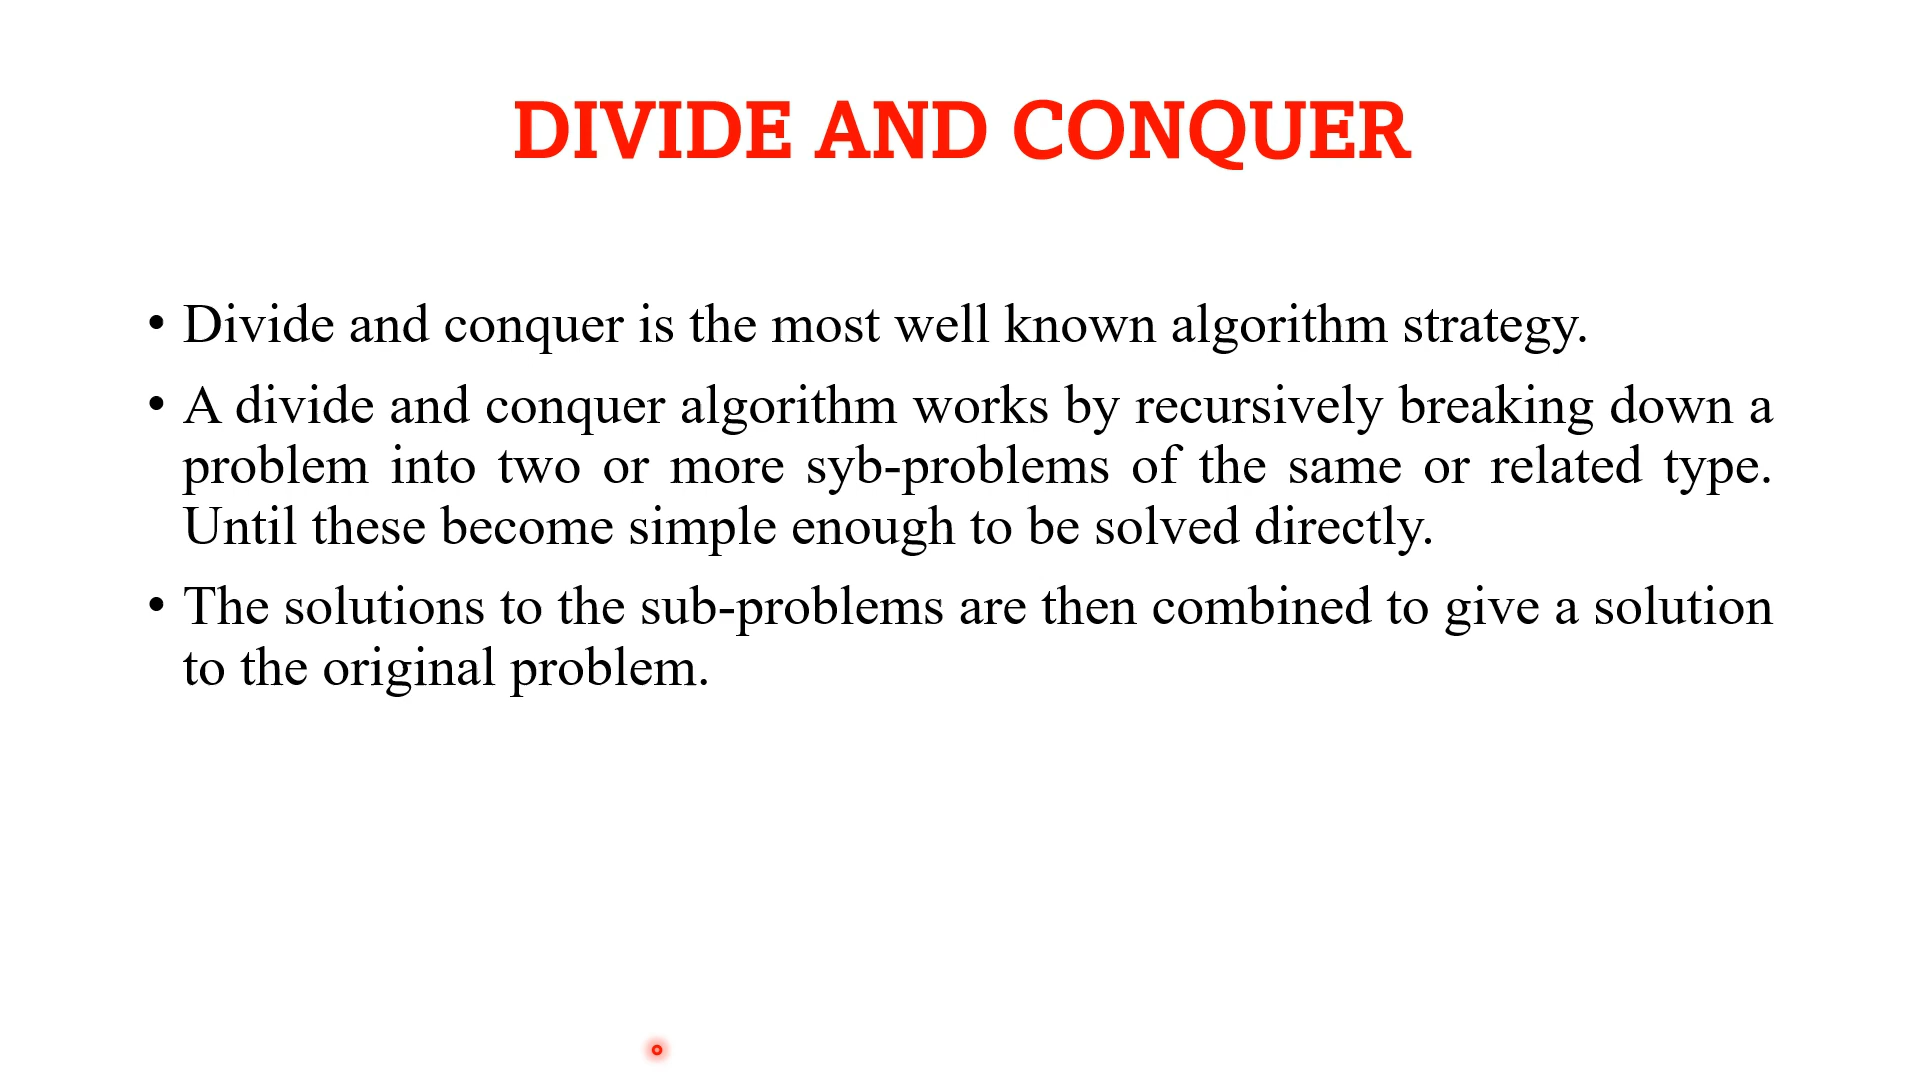 DIVIDE AND CONQUER
• Divide and conquer is the most well known algorithm strategy.
• A divide and conquer algorithm works by recursively breaking down a
problem into two or more syb-problems of the same or related type.
Until these become simple enough to be solved directly.
• The solutions to the sub-problems are then combined to give a solution
to the original problem.